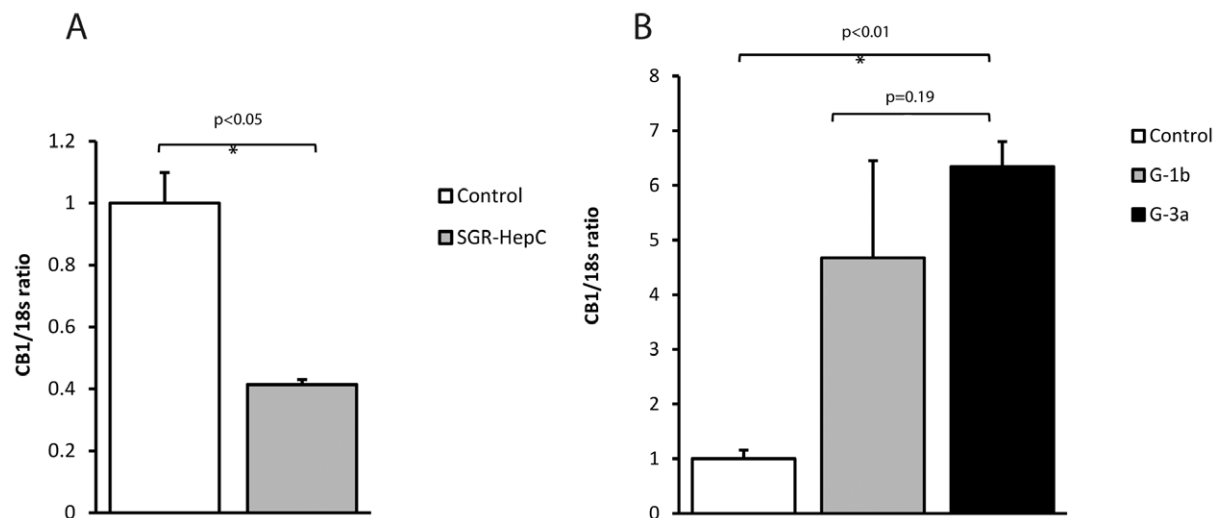 A
p<0.05
*
1.2
1
0.8
0.6
0.4
0.2
0
CB1/18s ratio
Control
SGR-HepC
B
p<0.01
*
p=0.19
8
7
6
5
4
3
2
1
0
CB1/18s ratio
Control
G-1b
G-3a